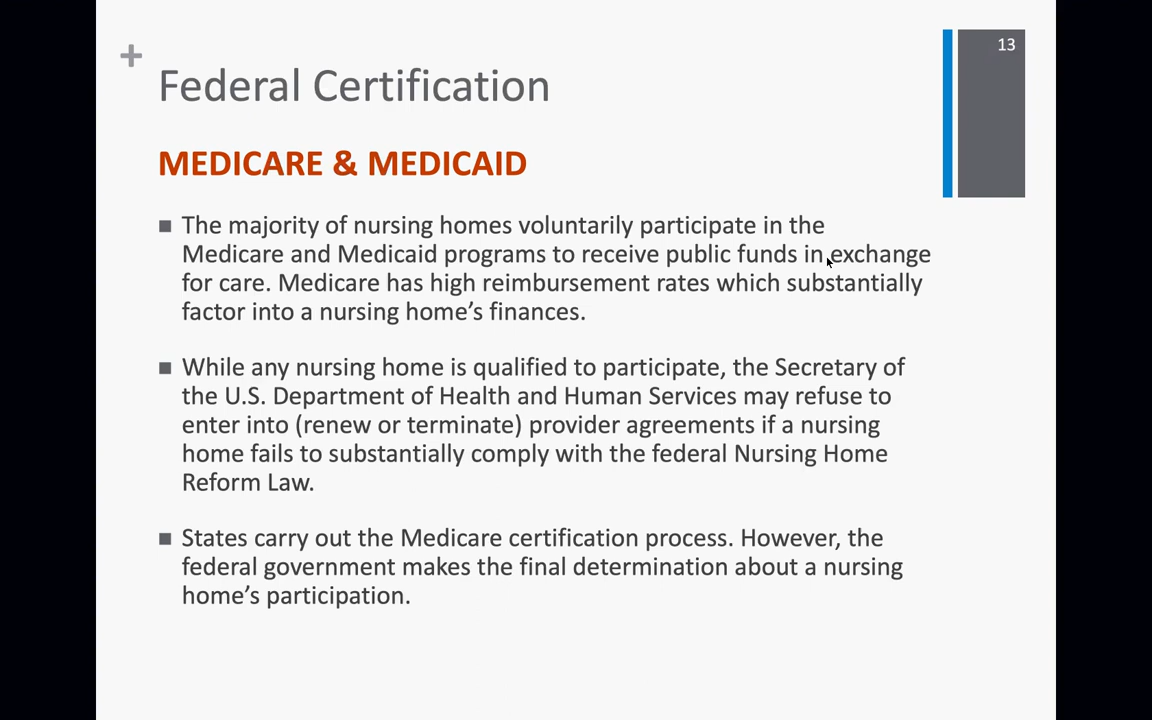 13
+
Federal Certification
MEDICARE & MEDICAID
■ The majority of nursing homes voluntarily participate in the
Medicare and Medicaid programs to receive public funds in exchange
for care. Medicare has high reimbursement rates which substantially
factor into a nursing home’s finances.
■ While any nursing home is qualified to participate, the Secretary of
the U.S. Department of Health and Human Services may refuse to
enter into (renew or terminate) provider agreements if a nursing
home fails to substantially comply with the federal Nursing Home
Reform Law.
■ States carry out the Medicare certification process. However, the
federal government makes the final determination about a nursing
home’s participation.